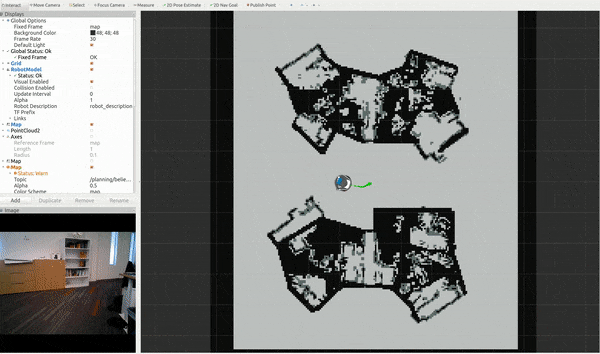 Interact Move Camera Select Focus Camera Measure 2D Pose Estimate 2D Nav Goal Publish Point
Displays
Global Options
Fixed Frame map
Background Color 48; 48; 48
Frame Rate 30
Default Light
Global Status: Ok
Fixed Frame OK
Grid
RobotModel
Status: Ok
Visual Enabled
Collision Enabled
Update Interval 0
Alpha 1
Robot Description robot_description
TF Prefix
Links
Map
PointCloud2
Axes
Reference Frame map
Length 1
Radius 0.1
Map
Map
Status: Warn
Topic /planning/belie...
Alpha 0.5
Color Scheme map
Add Duplicate Remove Rename
Image